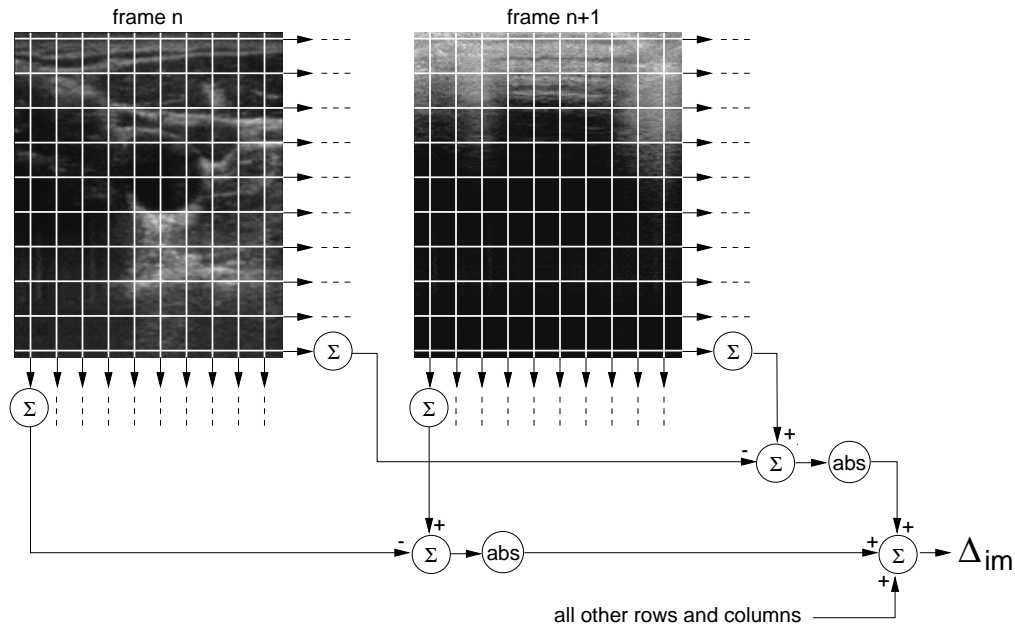 frame n
frame n+1
Σ
Σ
Σ
Σ
+
-
Σ
abs
+
+
-
Σ
abs
+
Σ
Δim
+
all other rows and columns